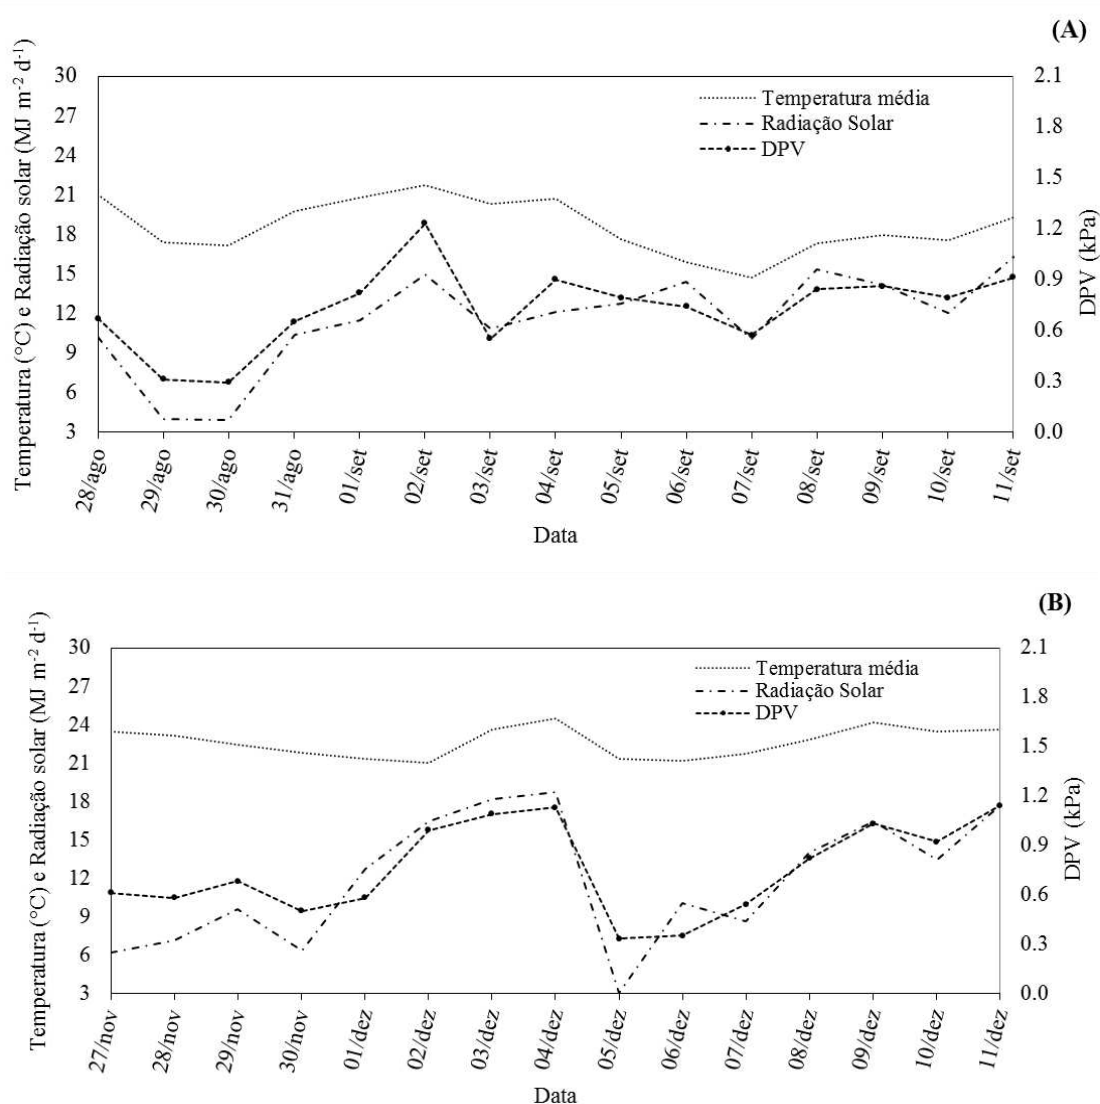 (A)
Temperatura (°C) e Radiação solar (MJ m⁻² d⁻¹)
30
27
24
21
18
15
12
9
6
3
Temperatura média
Radiação Solar
DPV
2.1
1.8
1.5
1.2
0.9
0.6
0.3
0.0
DPV (kPa)
28/ago
29/ago
30/ago
31/ago
01/set
02/set
03/set
04/set
05/set
06/set
07/set
08/set
09/set
10/set
11/set
Data
(B)
Temperatura (°C) e Radiação solar (MJ m⁻² d⁻¹)
30
27
24
21
18
15
12
9
6
3
Temperatura média
Radiação Solar
DPV
2.1
1.8
1.5
1.2
0.9
0.6
0.3
0.0
DPV (kPa)
27/nov
28/nov
29/nov
30/nov
01/dez
02/dez
03/dez
04/dez
05/dez
06/dez
07/dez
08/dez
09/dez
10/dez
11/dez
Data